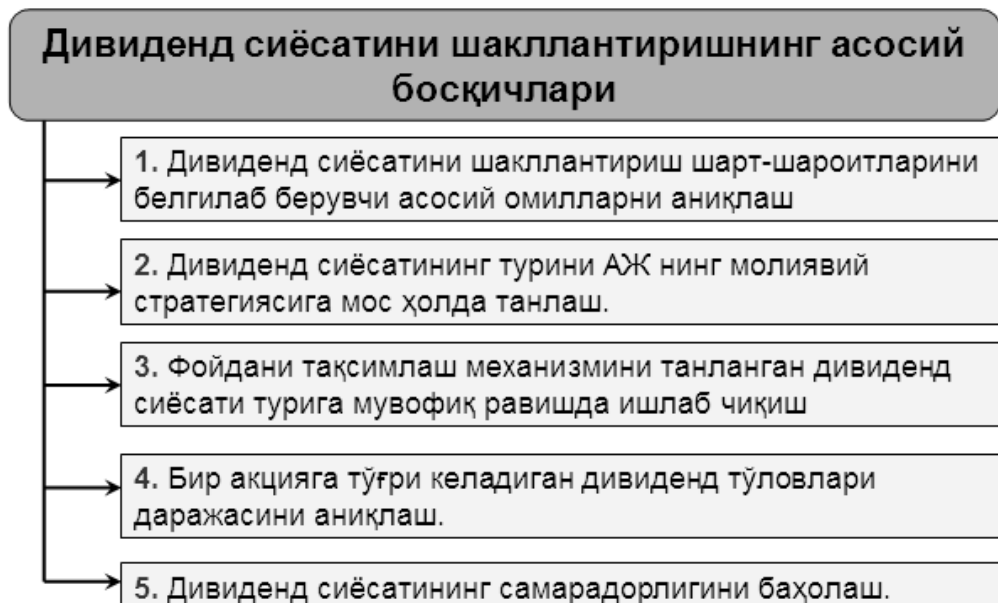 Дивиденд сиёсатини шакллантиришнинг асосий
босқичлари
1. Дивиденд сиёсатини шакллантириш шарт-шароитларини
белгилаб берувчи асосий омилларни аниқлаш
2. Дивиденд сиёсатининг турини АЖ нинг молиявий
стратегиясига мос ҳолда танлаш.
3. Фойдани тақсимлаш механизмини танланган дивиденд
сиёсати турига мувофиқ равишда ишлаб чиқиш
4. Бир акцияга тўғри келадиган дивиденд тўловлари
даражасини аниқлаш.
5. Дивиденд сиёсатининг самарадорлигини баҳолаш.